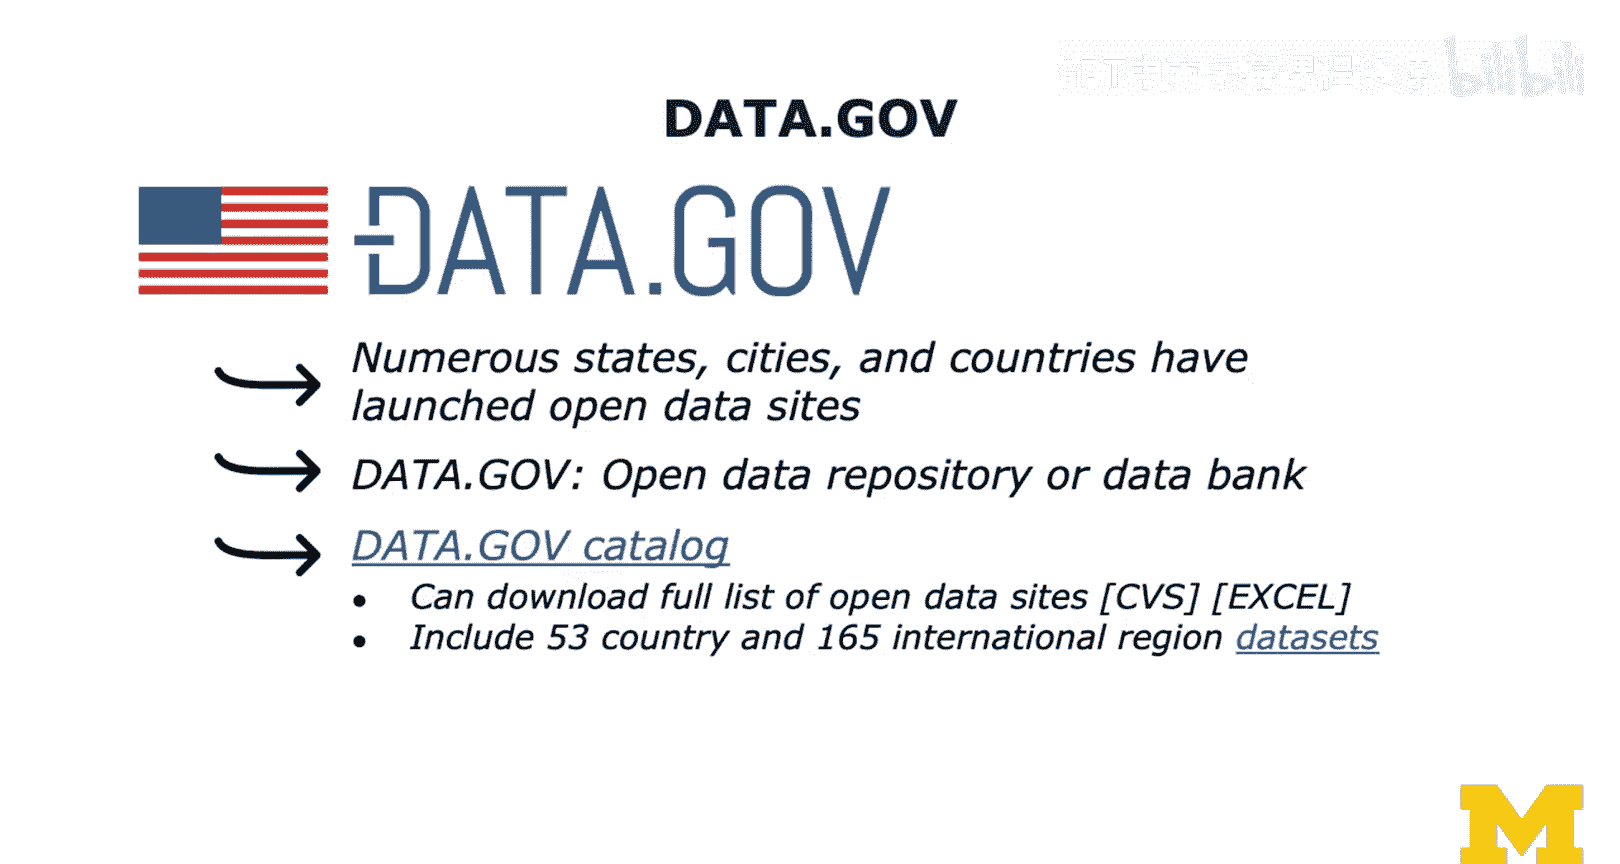 bilibili
DATA.GOV
DATA.GOV
Numerous states, cities, and countries have
launched open data sites
DATA.GOV: Open data repository or data bank
DATA.GOV catalog
• Can download full list of open data sites [CVS] [EXCEL]
• Include 53 country and 165 international region datasets
M